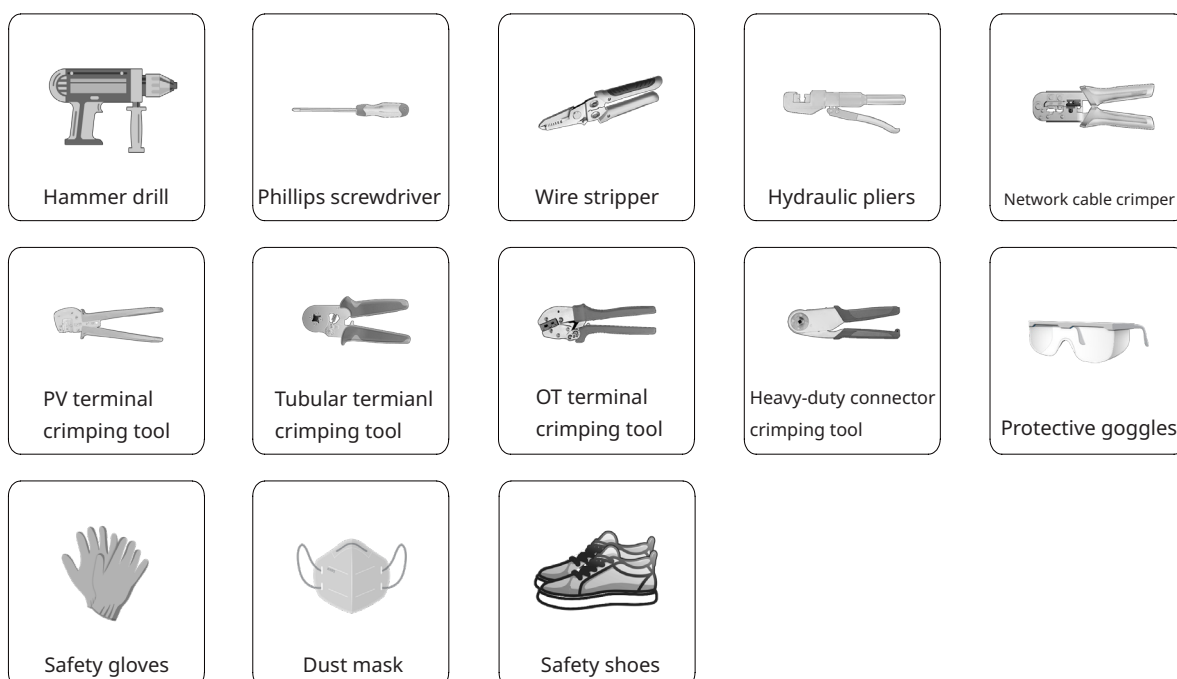 Hammer drill
Phillips screwdriver
Wire stripper
Hydraulic pliers
Network cable crimper
PV terminal
crimping tool
Tubular termianl
crimping tool
OT terminal
crimping tool
Heavy-duty connector
crimping tool
Protective goggles
Safety gloves
Dust mask
Safety shoes